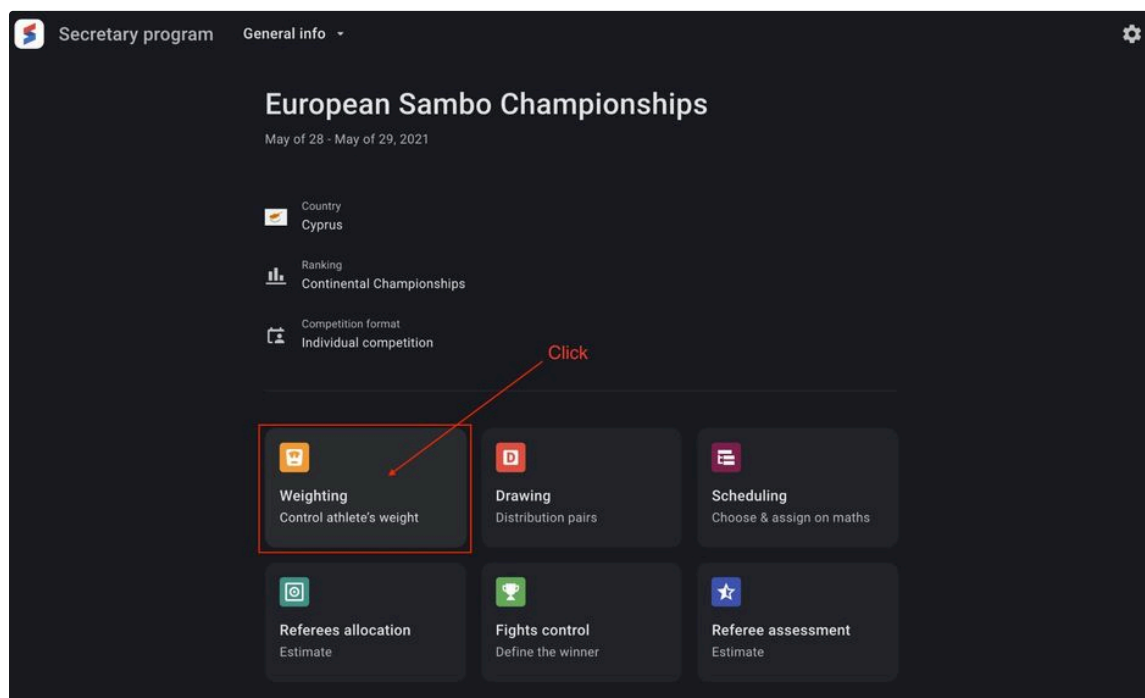 Secretary program
General info
European Sambo Championships
May of 28 - May of 29, 2021
Country
Cyprus
Ranking
Continental Championships
Competition format
Individual competition
Click
Weighting
Control athlete's weight
D
Drawing
Distribution pairs
Scheduling
Choose & assign on maths
Referees allocation
Estimate
Fights control
Define the winner
Referee assessment
Estimate